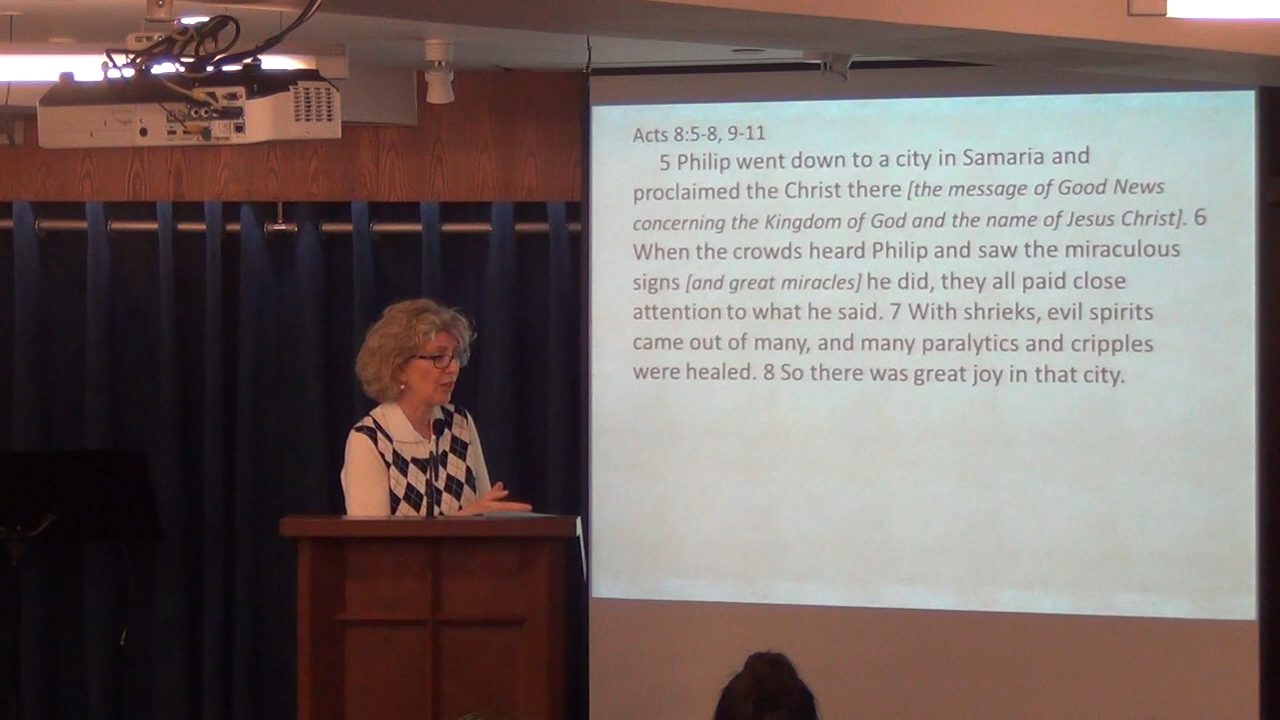 Acts 8:5-8, 9-11
5 Philip went down to a city in Samaria and
proclaimed the Christ there [the message of Good News
concerning the Kingdom of God and the name of Jesus Christ]. 6
When the crowds heard Philip and saw the miraculous
signs [and great miracles] he did, they all paid close
attention to what he said. 7 With shrieks, evil spirits
came out of many, and many paralytics and cripples
were healed. 8 So there was great joy in that city.